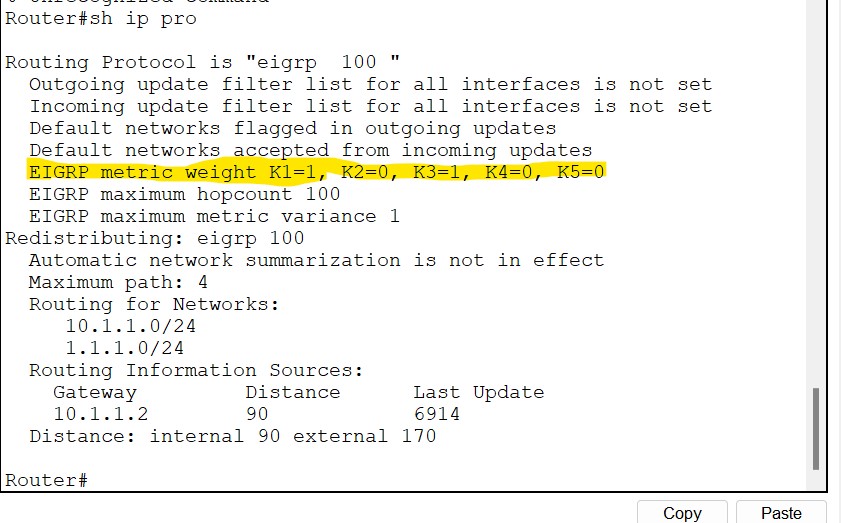 Router#sh ip pro
Routing Protocol is "eigrp  100 "
  Outgoing update filter list for all interfaces is not set
  Incoming update filter list for all interfaces is not set
  Default networks flagged in outgoing updates
  Default networks accepted from incoming updates
  EIGRP metric weight K1=1, K2=0, K3=1, K4=0, K5=0
  EIGRP maximum hopcount 100
  EIGRP maximum metric variance 1
Redistributing: eigrp 100
  Automatic network summarization is not in effect
  Maximum path: 4
  Routing for Networks:
     10.1.1.0/24
     1.1.1.0/24
  Routing Information Sources:
    Gateway         Distance      Last Update
    10.1.1.2        90            6914
  Distance: internal 90 external 170
Router#
Copy Paste